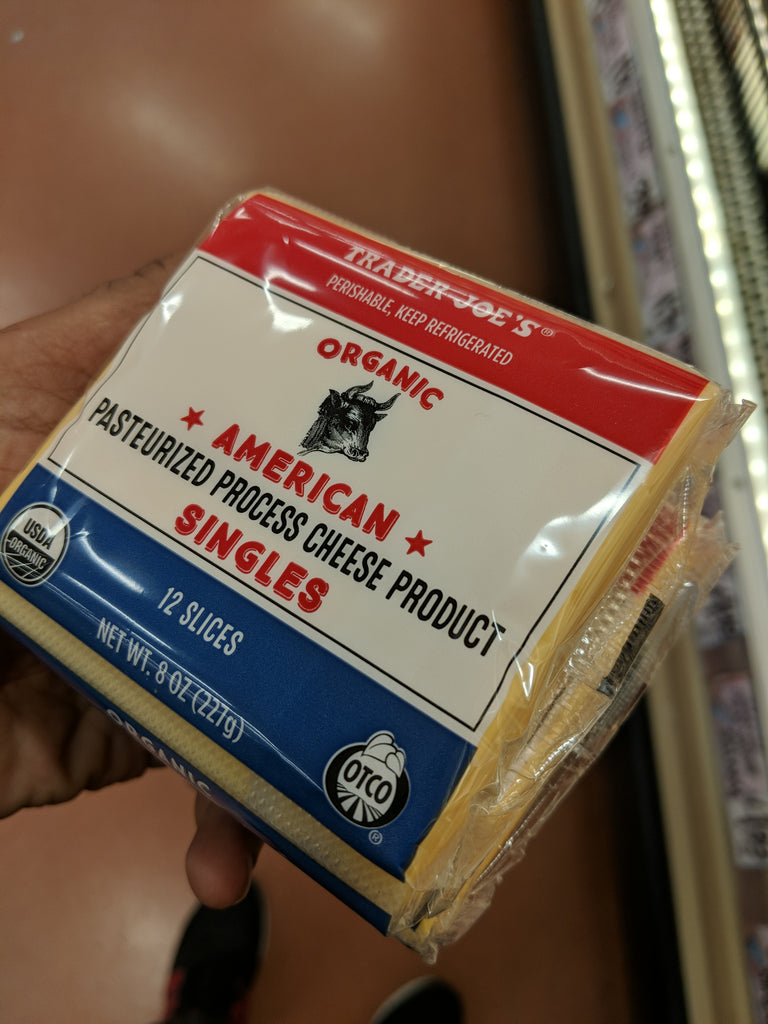 TRADER JOE'S®
PERISHABLE, KEEP REFRIGERATED
ORGANIC
★ AMERICAN ★
PASTEURIZED PROCESS CHEESE PRODUCT
SINGLES
USDA
ORGANIC
12 SLICES
NET WT. 8 OZ (227g)
OTCO
®
ORGANIC